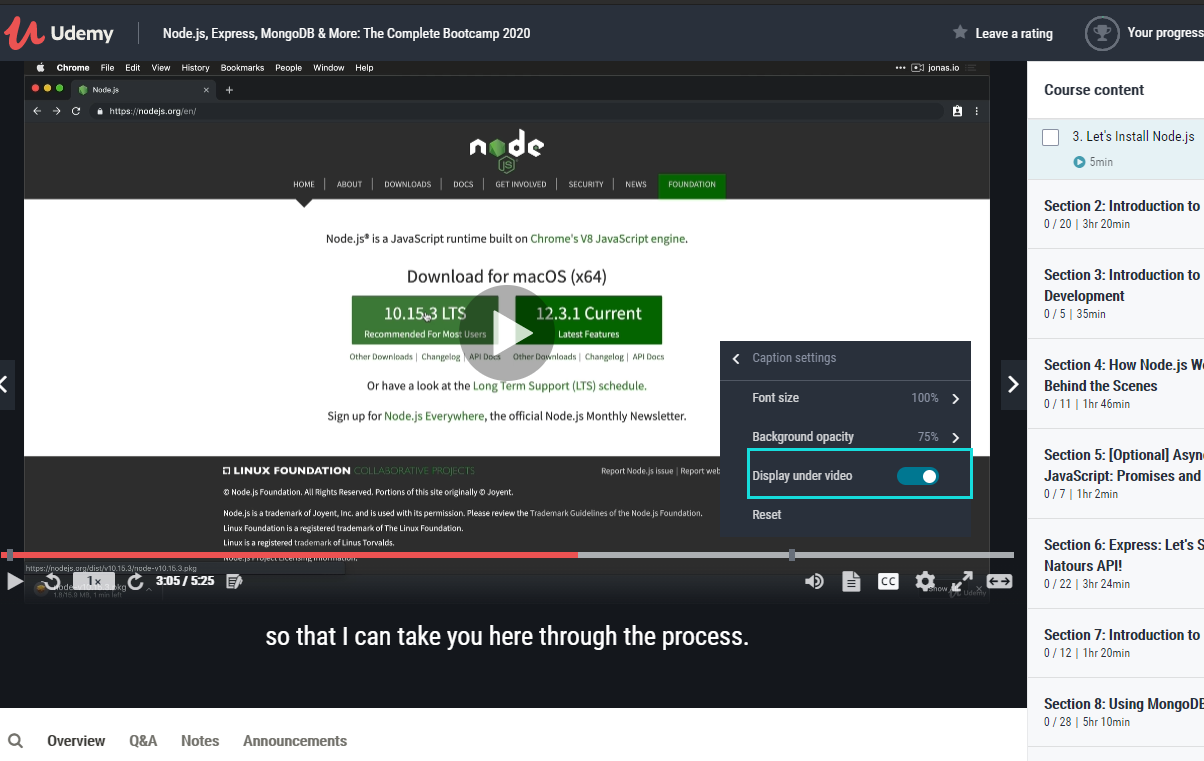 Udemy
Node.js, Express, MongoDB & More: The Complete Bootcamp 2020
Leave a rating
Your progress
Chrome File Edit View History Bookmarks People Window Help
jonas.io
Node.js
https://nodejs.org/en/
node
JS
HOME ABOUT DOWNLOADS DOCS GET INVOLVED SECURITY NEWS FOUNDATION
Node.js® is a JavaScript runtime built on Chrome's V8 JavaScript engine.
Download for macOS (x64)
10.15.3 LTS
Recommended For Most Users
12.3.1 Current
Latest Features
Other Downloads | Changelog | API Docs
Other Downloads | Changelog | API Docs
Or have a look at the Long Term Support (LTS) schedule.
Sign up for Node.js Everywhere, the official Node.js Monthly Newsletter.
LINUX FOUNDATION COLLABORATIVE PROJECTS
Report Node.js issue | Report web
© Node.js Foundation. All Rights Reserved. Portions of this site originally © Joyent.
Node.js is a trademark of Joyent, Inc. and is used with its permission. Please review the Trademark Guidelines of the Node.js Foundation.
Linux Foundation is a registered trademark of The Linux Foundation.
Linux is a registered trademark of Linus Torvalds.
Node.js Project Licensing Information.
https://nodejs.org/dist/v10.15.3/node-v10.15.3.pkg
Caption settings
Font size 100%
Background opacity 75%
Display under video
Reset
1x
3:05 / 5:25
CC
Show
Udemy
so that I can take you here through the process.
Overview
Q&A
Notes
Announcements
Course content
3. Let's Install Node.js
5min
Section 2: Introduction to
0 / 20 | 3hr 20min
Section 3: Introduction to
Development
0 / 5 | 35min
Section 4: How Node.js Wo
Behind the Scenes
0 / 11 | 1hr 46min
Section 5: [Optional] Async
JavaScript: Promises and
0 / 7 | 1hr 2min
Section 6: Express: Let's S
Natours API!
0 / 22 | 3hr 24min
Section 7: Introduction to
0 / 12 | 1hr 20min
Section 8: Using MongoDB
0 / 28 | 5hr 10min